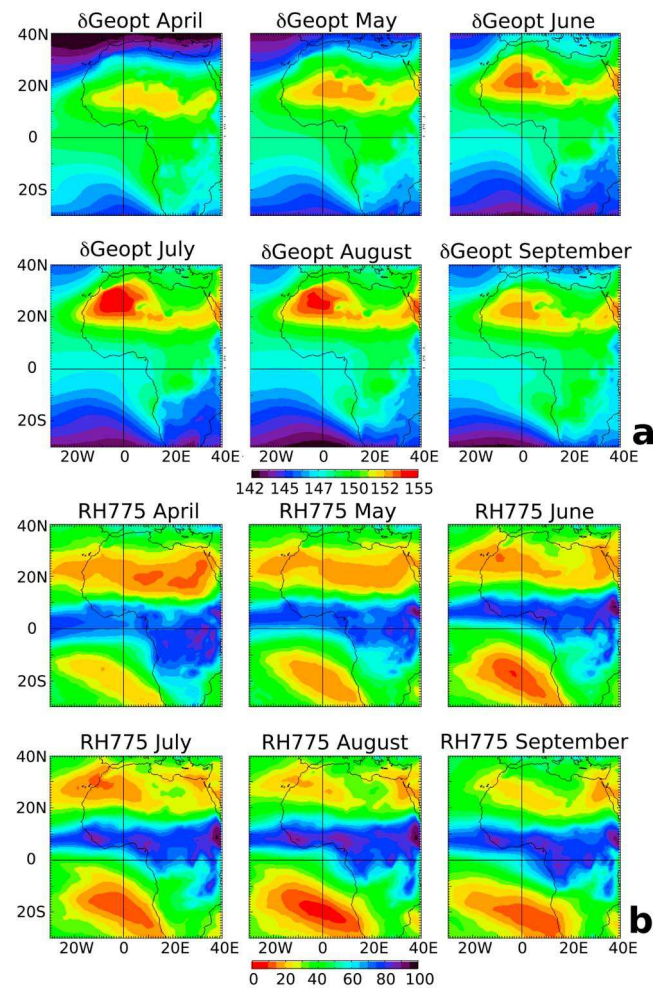 δGeopt April δGeopt May δGeopt June
40N
20N
0
20S
δGeopt July δGeopt August δGeopt September
40N
20N
0
20S
20W 0 20E 40E 20W 0 20E 40E 20W 0 20E 40E
a
142 145 147 150 152 155
RH775 April RH775 May RH775 June
40N
20N
0
20S
RH775 July RH775 August RH775 September
40N
20N
0
20S
20W 0 20E 40E 20W 0 20E 40E 20W 0 20E 40E
b
0 20 40 60 80 100